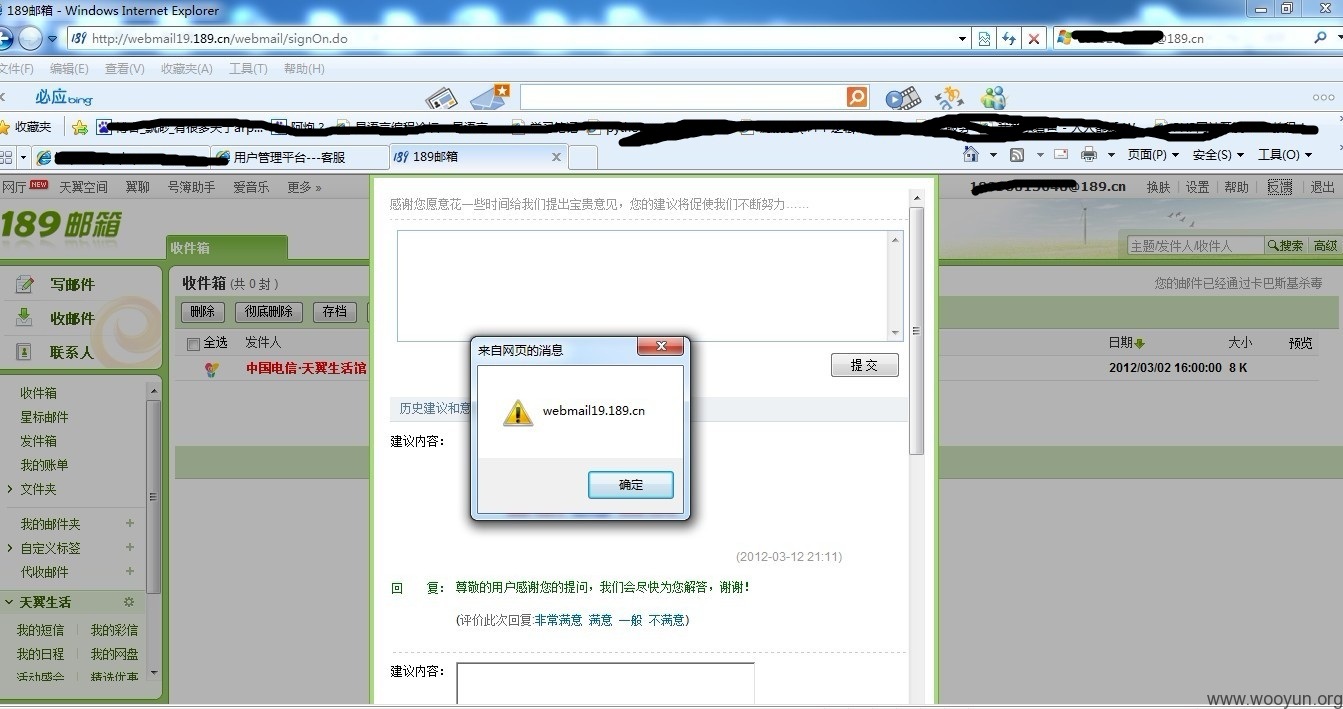 189邮箱 - Windows Internet Explorer
189 http://webmail19.189.cn/webmail/signOn.do
@189.cn
文件(F) 编辑(E) 查看(V) 收藏夹(A) 工具(T) 帮助(H)
必应bing
收藏夹
用户管理平台---客服
189 189邮箱
页面(P) 安全(S) 工具(O)
网厅 NEW 天翼空间 翼聊 号簿助手 爱音乐 更多 »
@189.cn 换肤 设置 帮助 反馈 退出
189邮箱
收件箱
主题/发件人/收件人 搜索 高级
感谢您愿意花一些时间给我们提出宝贵意见，您的建议将促使我们不断努力……
写邮件
收邮件
联系人
收件箱 (共 0 封)
您的邮件已经通过卡巴斯基杀毒
删除 彻底删除 存档
全选 发件人 日期 大小 预览
中国电信·天翼生活馆 2012/03/02 16:00:00 8 K
提 交
来自网页的消息
webmail19.189.cn
确定
收件箱
星标邮件
发件箱
我的账单
文件夹
我的邮件夹 +
自定义标签 +
代收邮件 +
天翼生活
我的短信 我的彩信
我的日程 我的网盘
活动盛会 精选优惠
历史建议和意
建议内容：
(2012-03-12 21:11)
回 复： 尊敬的用户感谢您的提问，我们会尽快为您解答，谢谢！
(评价此次回复:非常满意 满意 一般 不满意)
建议内容：
www.wooyun.org